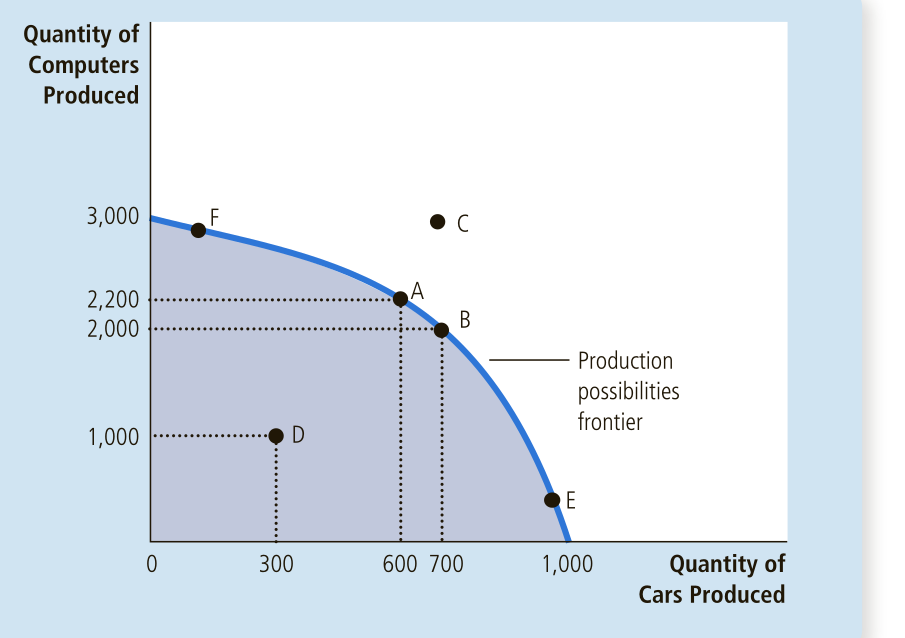 Quantity of
Computers
Produced
3,000
F
C
2,200
A
2,000
B
Production
possibilities
frontier
1,000
D
E
0
300
600
700
1,000
Quantity of
Cars Produced